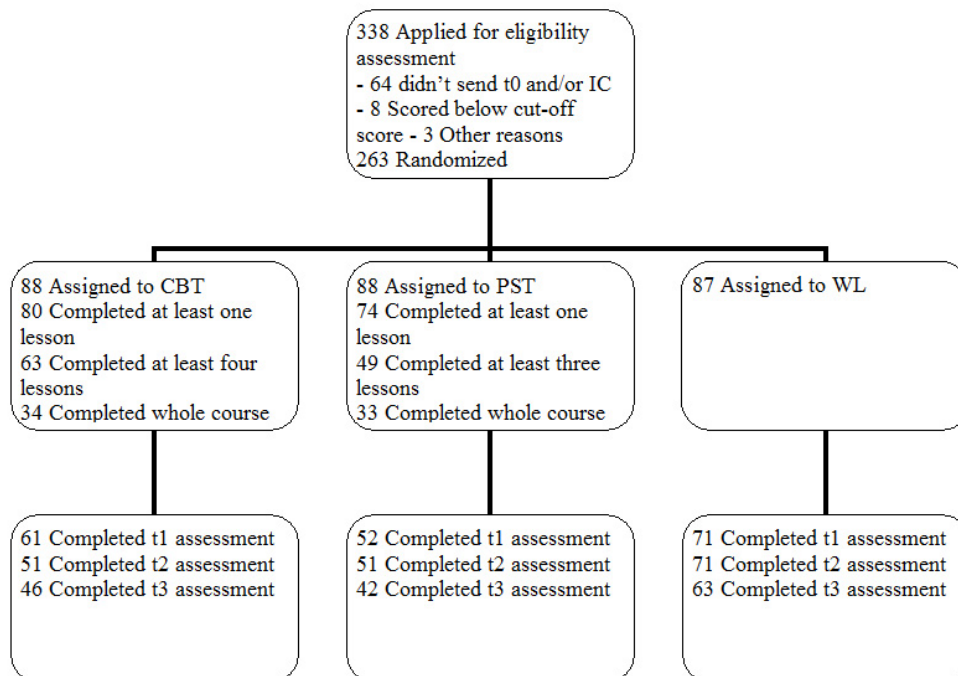 338 Applied for eligibility
assessment
- 64 didn’t send t0 and/or IC
- 8 Scored below cut-off
score - 3 Other reasons
263 Randomized
88 Assigned to CBT
80 Completed at least one
lesson
63 Completed at least four
lessons
34 Completed whole course
88 Assigned to PST
74 Completed at least one
lesson
49 Completed at least three
lessons
33 Completed whole course
87 Assigned to WL
61 Completed t1 assessment
51 Completed t2 assessment
46 Completed t3 assessment
52 Completed t1 assessment
51 Completed t2 assessment
42 Completed t3 assessment
71 Completed t1 assessment
71 Completed t2 assessment
63 Completed t3 assessment